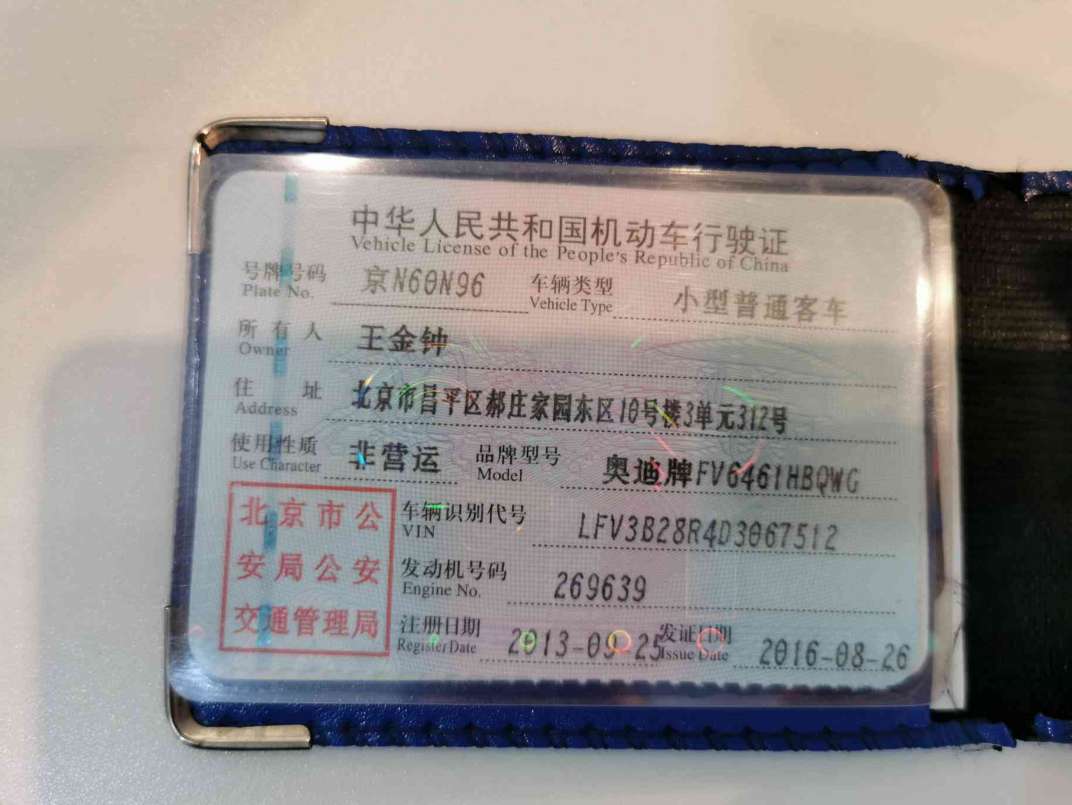 中华人民共和国机动车行驶证
Vehicle License of the People's Republic of China
号牌号码 京N60N96 车辆类型 小型普通客车
Plate No. Vehicle Type
所有人 王金钟
Owner
住址 北京市昌平区郝庄家园东区10号楼3单元312号
Address
使用性质 非营运 品牌型号 奥迪牌FV6461HBQWG
Use Character Model
北京市公
安局公安
交通管理局
车辆识别代号 LFV3B28R4D3067512
VIN
发动机号码 269639
Engine No.
注册日期 2013-09-25 发证日期 2016-08-26
Register Date Issue Date